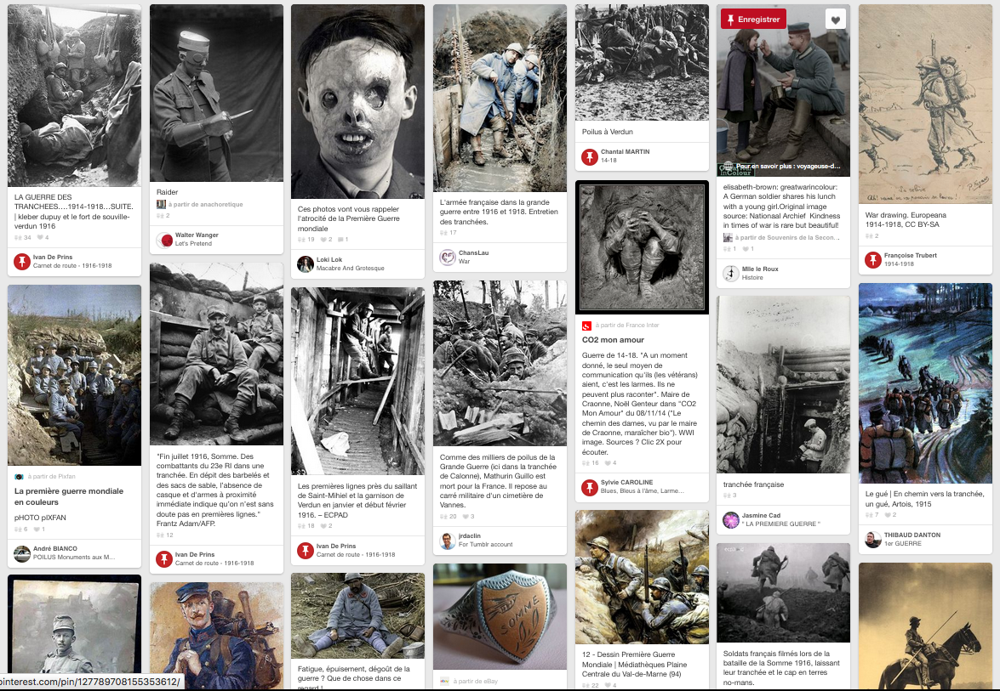 LA GUERRE DES
TRANCHEES....1914-1918...SUITE.
| kleber dupuy et le fort de souville-
verdun 1916
34 4
Ivan De Prins
Carnet de route - 1916-1918
à partir de Pixfan
La première guerre mondiale
en couleurs
pHOTO pIXFAN
6 1
André BIANCO
POILUS Monuments aux M...
pinterest.com/pin/127789708155353612/
Raider
à partir de anachoretique
2
Walter Wanger
Let's Pretend
"Fin juillet 1916, Somme. Des
combattants du 23e RI dans une
tranchée. En dépit des barbelés et
des sacs de sable, l'absence de
casque et d'armes à proximité
immédiate indique qu'on n'est sans
doute pas en premières lignes."
Frantz Adam/AFP.
12
Ivan De Prins
Carnet de route - 1916-1918
Ces photos vont vous rappeler
l'atrocité de la Première Guerre
mondiale
19 2 1
Loki Lok
Macabre And Grotesque
Les premières lignes près du saillant
de Saint-Mihiel et la garnison de
Verdun en janvier et début février
1916. – ECPAD
18 2
Ivan De Prins
Carnet de route - 1916-1918
Fatigue, épuisement, dégoût de la
guerre ? Que de chose dans ce
regard !
L'armée française dans la grande
guerre entre 1916 et 1918. Entretien
des tranchées.
17
ChansLau
War
Comme des milliers de poilus de la
Grande Guerre (ici dans la tranchée
de Calonne), Mathurin Guillo est
mort pour la France. Il repose au
carré militaire d'un cimetière de
Vannes.
20 3
jrdaclin
For Tumblr account
SOMME
à partir de eBay
Poilus à Verdun
Chantal MARTIN
14-18
à partir de France Inter
CO2 mon amour
Guerre de 14-18. "A un moment
donné, le seul moyen de
communication qu'ils (les vétérans)
aient, c'est les larmes. Ils ne
peuvent plus raconter". Maire de
Craonne, Noël Genteur dans "CO2
Mon Amour" du 08/11/14 ("Le
chemin des dames, vu par le maire
de Craonne, maraîcher bio"). WWI
image. Sources ? Clic 2X pour
écouter.
16 4
Sylvie CAROLINE
Blues, Bleus à l'âme, Larme...
12 - Dessin Première Guerre
Mondiale | Médiathèques Plaine
Centrale du Val-de-Marne (94)
22 4
Enregistrer
Pour en savoir plus : voyageuse-d...
InColour
elisabeth-brown: greatwarincolour:
A German soldier shares his lunch
with a young girl.Original image
source: Nationaal Archief Kindness
in times of war is rare but beautiful!
à partir de Souvenirs de la Secon...
1 1
Mlle le Roux
Histoire
tranchée française
3
Jasmine Cad
" LA PREMIERE GUERRE "
Soldats français filmés lors de la
bataille de la Somme 1916, laissant
leur tranchée et le cap en terres
no-mans.
War drawing. Europeana
1914-1918, CC BY-SA
2
Françoise Trubert
1914-1918
Le gué | En chemin vers la tranchée,
un gué, Artois, 1915
7 2
THIBAUD DANTON
1er GUERRE